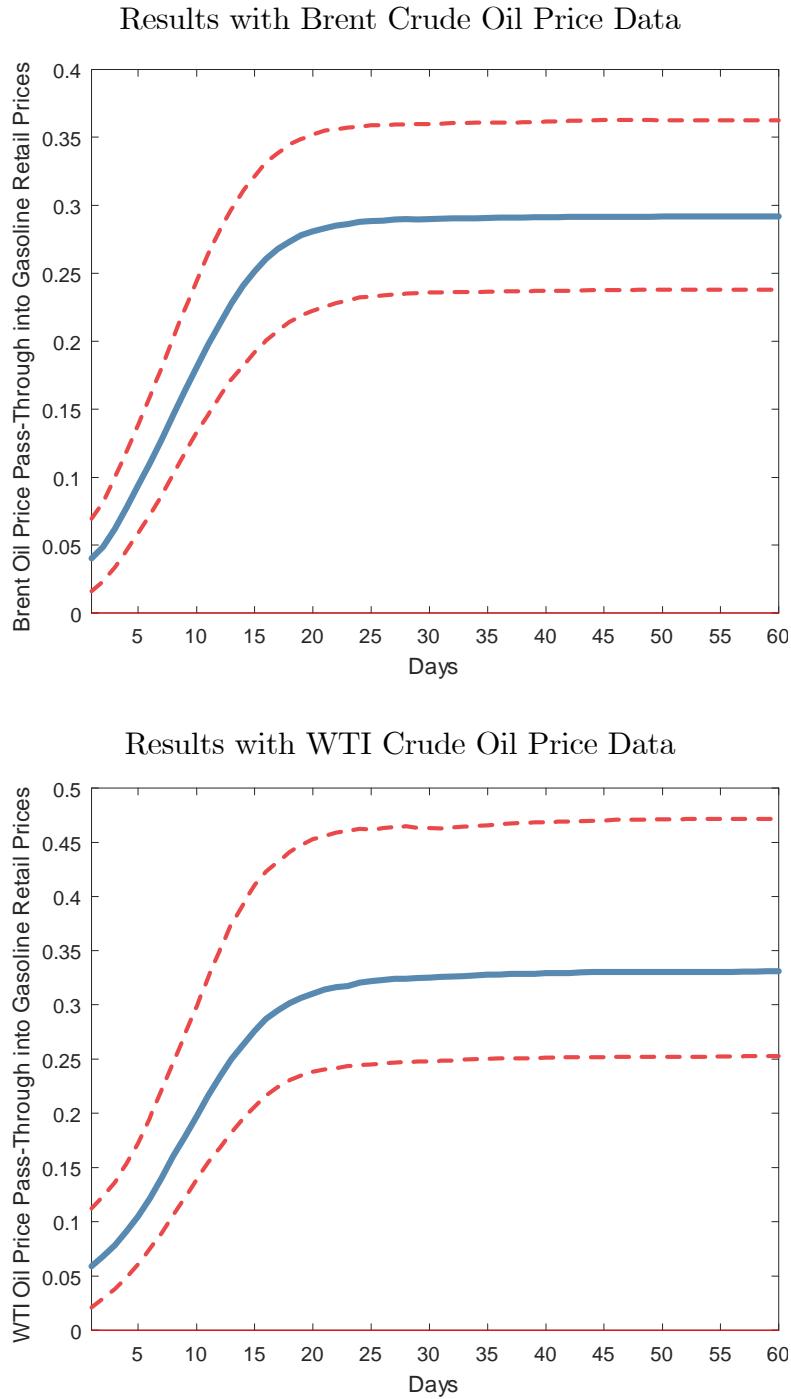 Results with Brent Crude Oil Price Data
Brent Oil Price Pass-Through into Gasoline Retail Prices
0.4
0.35
0.3
0.25
0.2
0.15
0.1
0.05
0
5 10 15 20 25 30 35 40 45 50 55 60
Days
Results with WTI Crude Oil Price Data
WTI Oil Price Pass-Through into Gasoline Retail Prices
0.5
0.45
0.4
0.35
0.3
0.25
0.2
0.15
0.1
0.05
0
5 10 15 20 25 30 35 40 45 50 55 60
Days